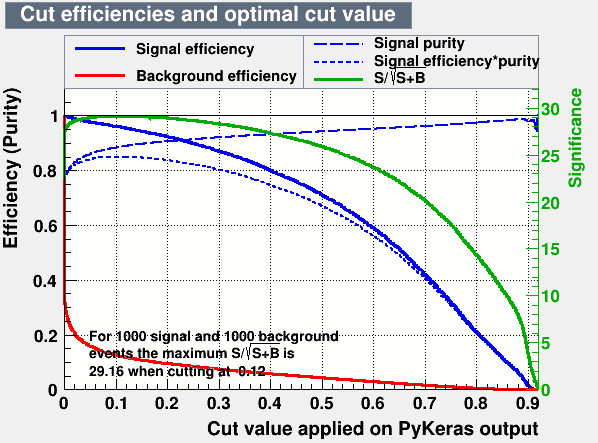 Cut efficiencies and optimal cut value
Signal efficiency
Background efficiency
Signal purity
Signal efficiency*purity
S/√S+B
Efficiency (Purity)
1
0.8
0.6
0.4
0.2
0
Significance
30
25
20
15
10
5
0
For 1000 signal and 1000 background
events the maximum S/√S+B is
29.16 when cutting at 0.12
0 0.1 0.2 0.3 0.4 0.5 0.6 0.7 0.8 0.9
Cut value applied on PyKeras output